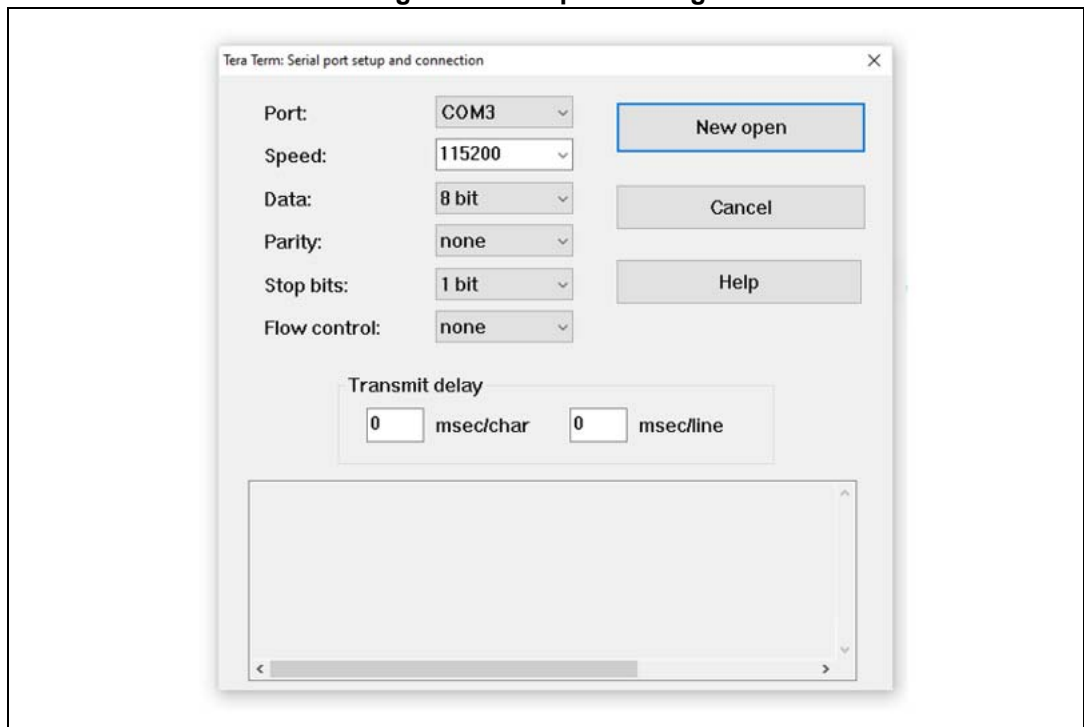 Tera Term: Serial port setup and connection
Port: COM3 New open
Speed: 115200
Data: 8 bit Cancel
Parity: none
Stop bits: 1 bit Help
Flow control: none
Transmit delay
0 msec/char 0 msec/line